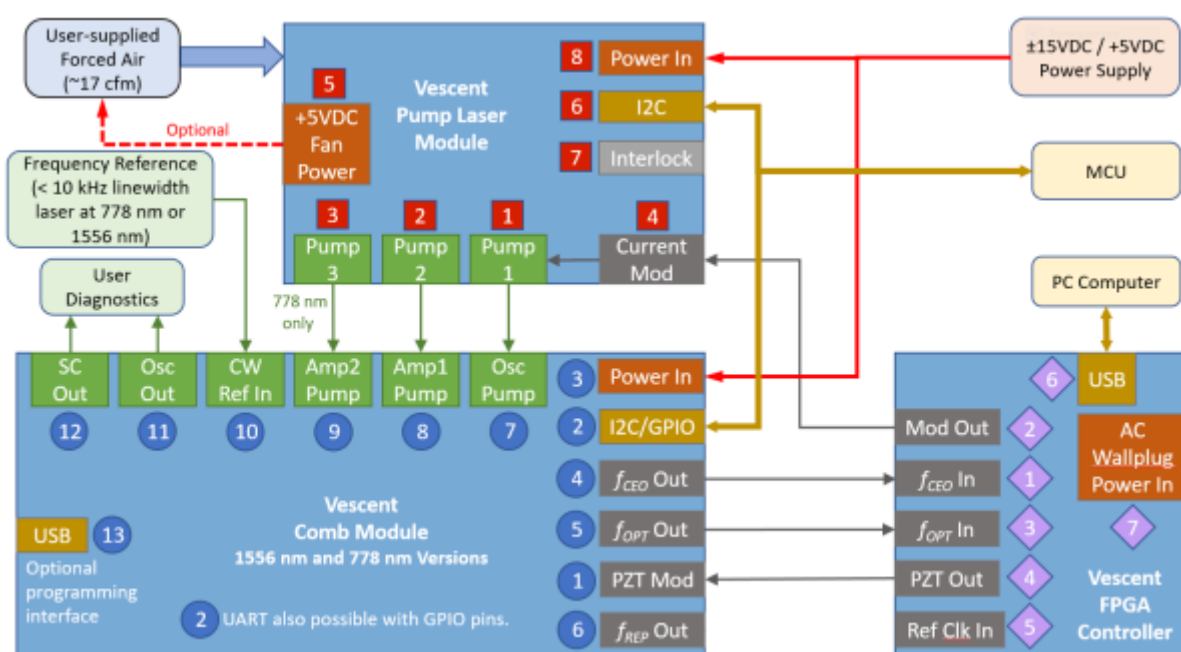 User-supplied
Forced Air
(~17 cfm)
Optional
Frequency Reference
(< 10 kHz linewidth
laser at 778 nm or
1556 nm)
User
Diagnostics
Vescent
Pump Laser
Module
5
+5VDC
Fan
Power
8
Power In
6
I2C
7
Interlock
3
Pump
3
2
Pump
2
1
Pump
1
4
Current
Mod
±15VDC / +5VDC
Power Supply
MCU
PC Computer
778 nm
only
SC
Out
12
Osc
Out
11
CW
Ref In
10
Amp2
Pump
9
Amp1
Pump
8
Osc
Pump
7
3
Power In
2
I2C/GPIO
4
fCEO Out
5
fOPT Out
1
PZT Mod
6
fREP Out
Vescent
Comb Module
1556 nm and 778 nm Versions
USB
13
Optional
programming
interface
2
UART also possible with GPIO pins.
6
USB
Mod Out
2
fCEO In
1
fOPT In
3
PZT Out
4
Ref Clk In
5
AC
Wallplug
Power In
7
Vescent
FPGA
Controller